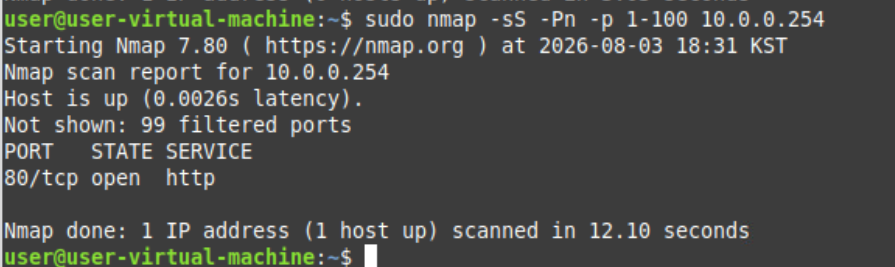 user@user-virtual-machine:~$ sudo nmap -sS -Pn -p 1-100 10.0.0.254
Starting Nmap 7.80 ( https://nmap.org ) at 2026-08-03 18:31 KST
Nmap scan report for 10.0.0.254
Host is up (0.0026s latency).
Not shown: 99 filtered ports
PORT   STATE SERVICE
80/tcp open  http
Nmap done: 1 IP address (1 host up) scanned in 12.10 seconds
user@user-virtual-machine:~$